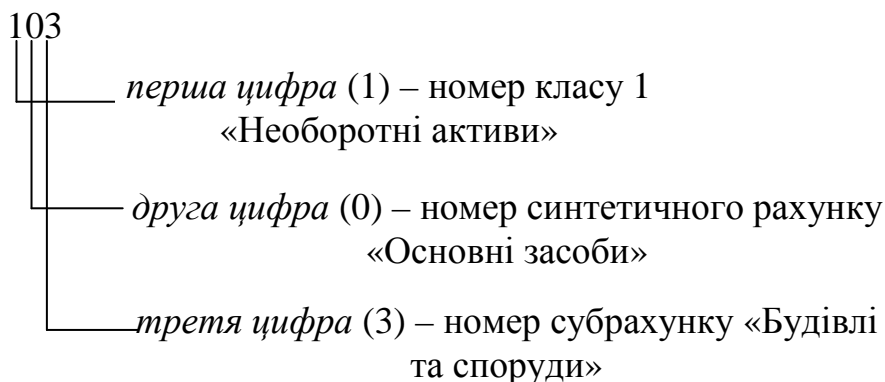 103
перша цифра (1) – номер класу 1
«Необоротні активи»
друга цифра (0) – номер синтетичного рахунку
«Основні засоби»
третя цифра (3) – номер субрахунку «Будівлі
та споруди»